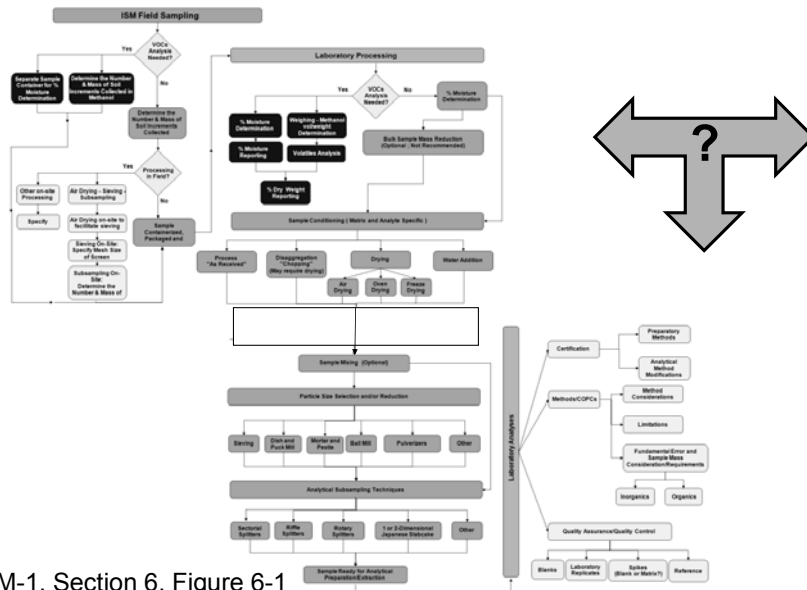 ISM Field Sampling
VOCs
Analysis
Needed?
Yes
No
Separate Sample
Container for %
Moisture
Determination
Determine the Number
& Mass of Soil
Increments Collected in
Methanol
Determine the
Number & Mass of
Soil Increments
Collected
Processing
in Field?
Yes
No
Other on-site
Processing
Specify
Air Drying - Sieving -
Subsampling
Air Drying on-site to
facilitate sieving
Sieving On-Site:
Specify Mesh Size
of Screen
Subsampling On-
Site:
Determine the
Number & Mass of
Sample
Containerized,
Packaged and
Laboratory Processing
VOCs
Analysis
Needed?
Yes
No
% Moisture
Determination
% Moisture
Determination
Weighing - Methanol
vol/weight
Determination
% Moisture
Reporting
Volatiles Analysis
% Dry Weight
Reporting
Bulk Sample Mass Reduction
(Optional , Not Recommended)
Sample Conditioning ( Matrix and Analyte Specific )
Process
"As Received"
Disaggregation
"Chopping"
(May require drying)
Drying
Water Addition
Air
Drying
Oven
Drying
Freeze
Drying
Sample Mixing (Optional)
Particle Size Selection and/or Reduction
Sieving
Dish and
Puck Mill
Mortar and
Pestle
Ball Mill
Pulverizers
Other
Analytical Subsampling Techniques
Sectorial
Splitters
Riffle
Splitters
Rotary
Splitters
1 or 2-Dimensional
Japanese Slabcake
Other
Sample Ready for Analytical
Preparation/Extraction
?
Laboratory Analyses
Certification
Preparatory
Methods
Analytical
Method
Modifications
Methods/COPCs
Method
Considerations
Limitations
Fundamental Error and
Sample Mass
Consideration/Requirements
Inorganics
Organics
Quality Assurance/Quality Control
Blanks
Laboratory
Replicates
Spikes
(Blank or Matrix?)
Reference
M-1, Section 6, Figure 6-1